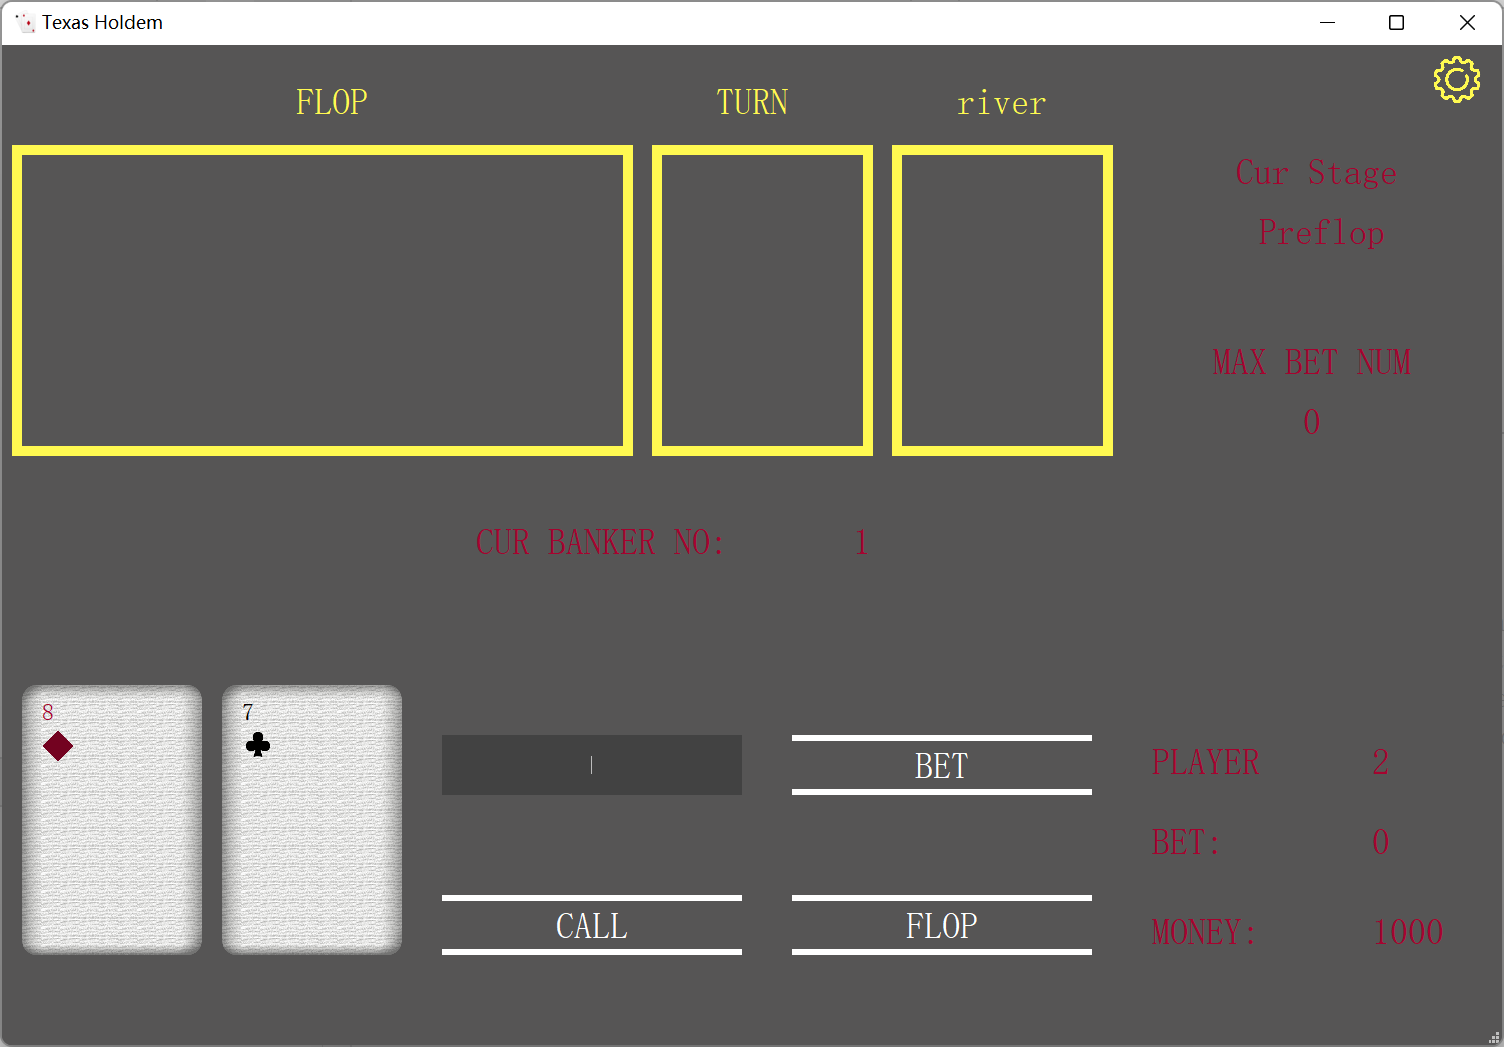 Texas Holdem
FLOP TURN river
Cur Stage
Preflop
MAX BET NUM
0
CUR BANKER NO: 1
8 7
BET
PLAYER 2
BET: 0
CALL FLOP
MONEY: 1000